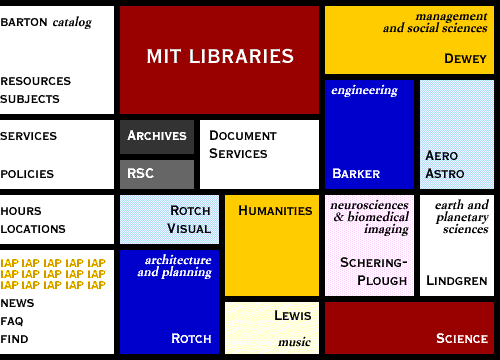 BARTON catalog
RESOURCES
SUBJECTS
SERVICES
POLICIES
HOURS
LOCATIONS
IAP IAP IAP IAP IAP
IAP IAP IAP IAP IAP
IAP IAP IAP IAP IAP
NEWS
FAQ
FIND
MIT LIBRARIES
management
and social sciences
DEWEY
ARCHIVES
RSC
DOCUMENT
SERVICES
engineering
BARKER
AERO
ASTRO
ROTCH
VISUAL
HUMANITIES
neurosciences
& biomedical
imaging
SCHERING-
PLOUGH
earth and
planetary
sciences
LINDGREN
architecture
and planning
ROTCH
LEWIS
music
SCIENCE